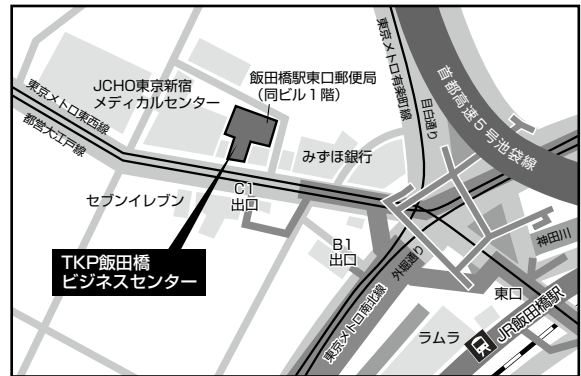 JCHO東京新宿
メディカルセンター
飯田橋駅東口郵便局
（同ビル1階）
東京メトロ有楽町線
目白通り
首都高速5号池袋線
東京メトロ東西線
都営大江戸線
みずほ銀行
セブンイレブン
C1
出口
B1
出口
外堀通り
神田川
TKP飯田橋
ビジネスセンター
東京メトロ南北線
東口
ラムラ
JR飯田橋駅